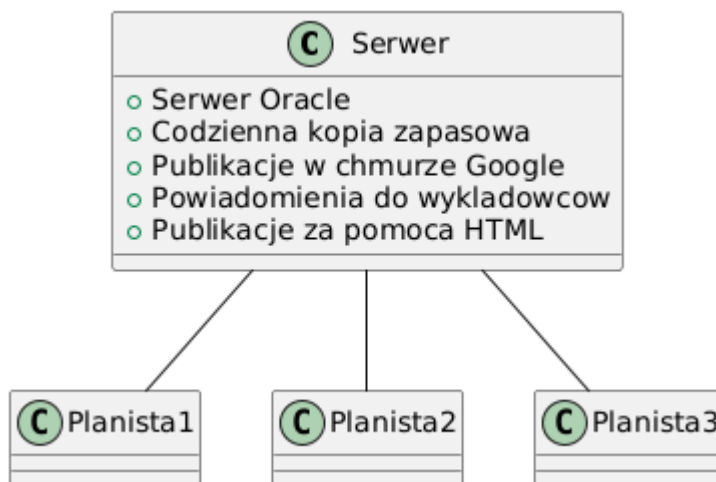 C Serwer
Serwer Oracle
Codzienna kopia zapasowa
Publikacje w chmurze Google
Powiadomienia do wykladowcow
Publikacje za pomoca HTML
C Planista1
C Planista2
C Planista3